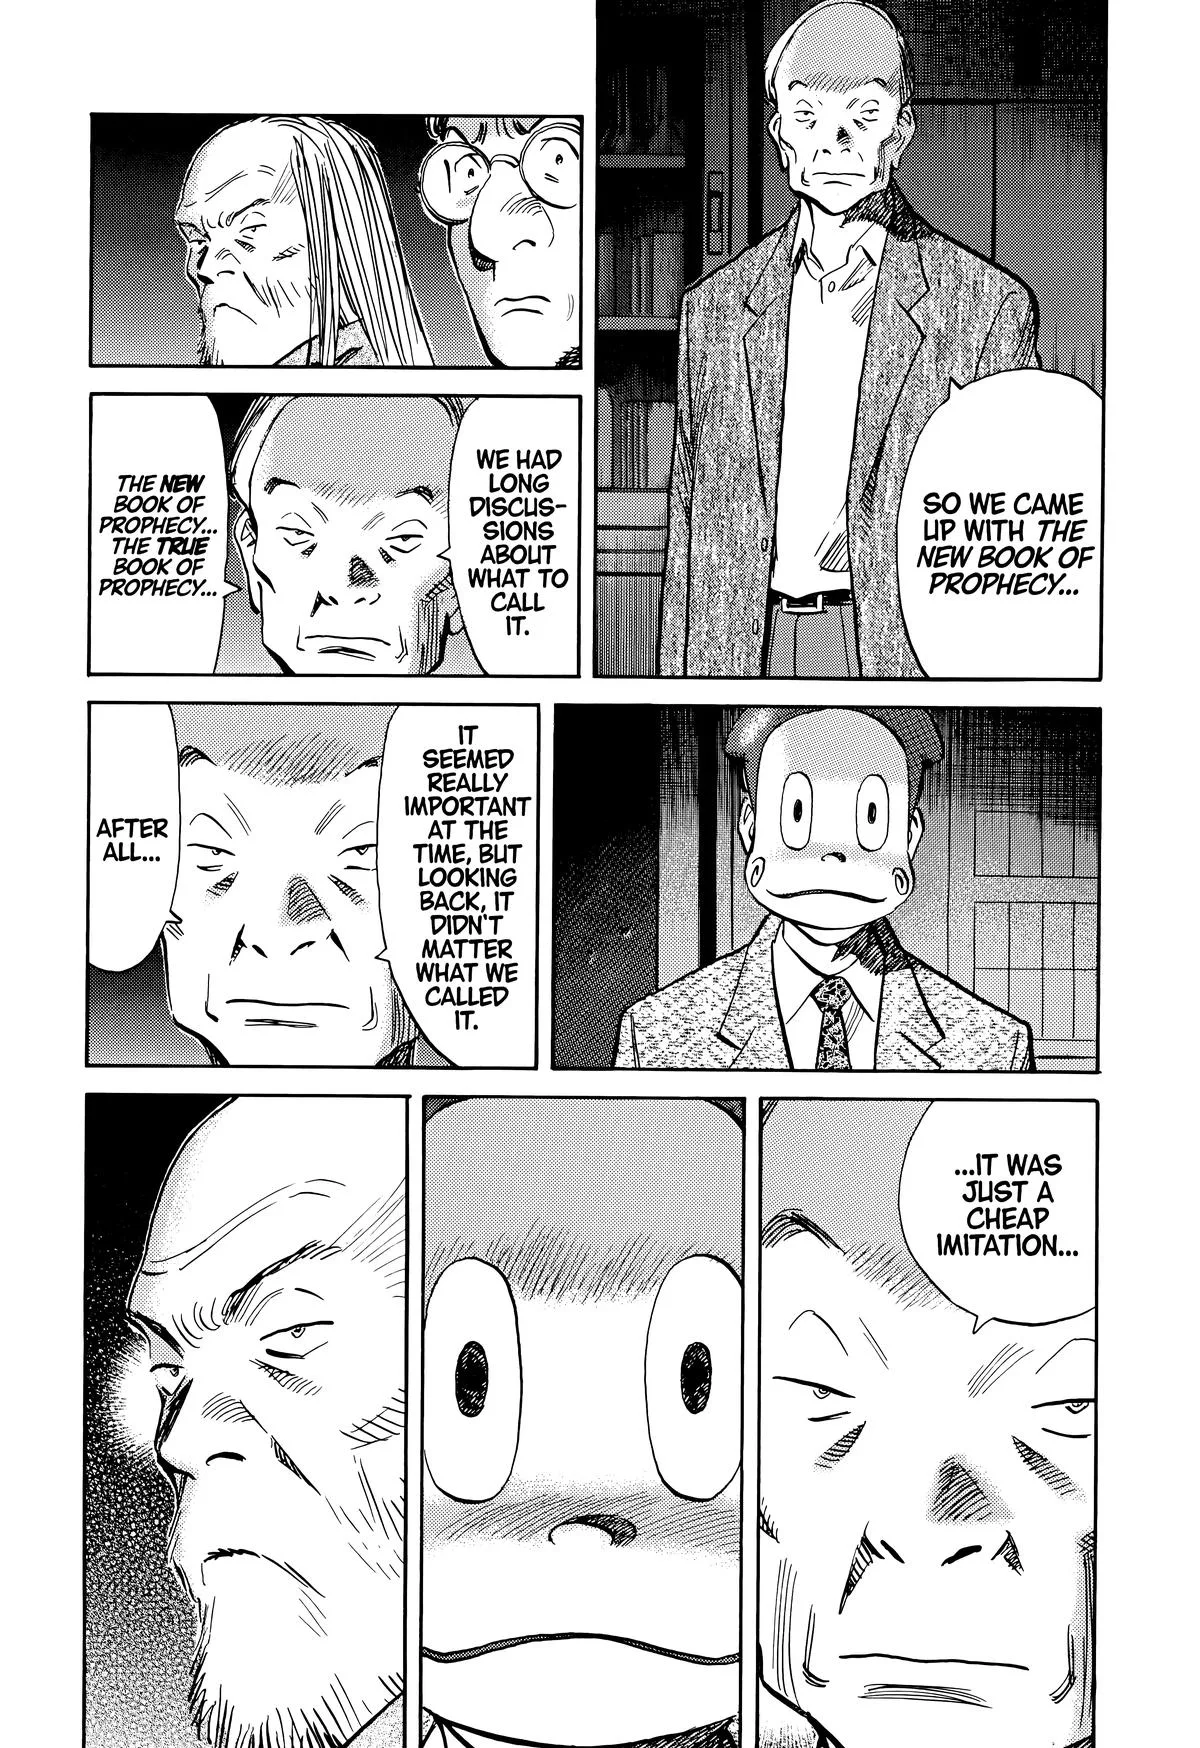 SO WE CAME
UP WITH THE
NEW BOOK OF
PROPHECY...
WE HAD
LONG
DISCUS-
SIONS
ABOUT
WHAT TO
CALL
IT.
THE NEW
BOOK OF
PROPHECY...
THE TRUE
BOOK OF
PROPHECY...
IT
SEEMED
REALLY
IMPORTANT
AT THE
TIME, BUT
LOOKING
BACK, IT
DIDN'T
MATTER
WHAT WE
CALLED
IT.
AFTER
ALL...
...IT WAS
JUST A
CHEAP
IMITATION...